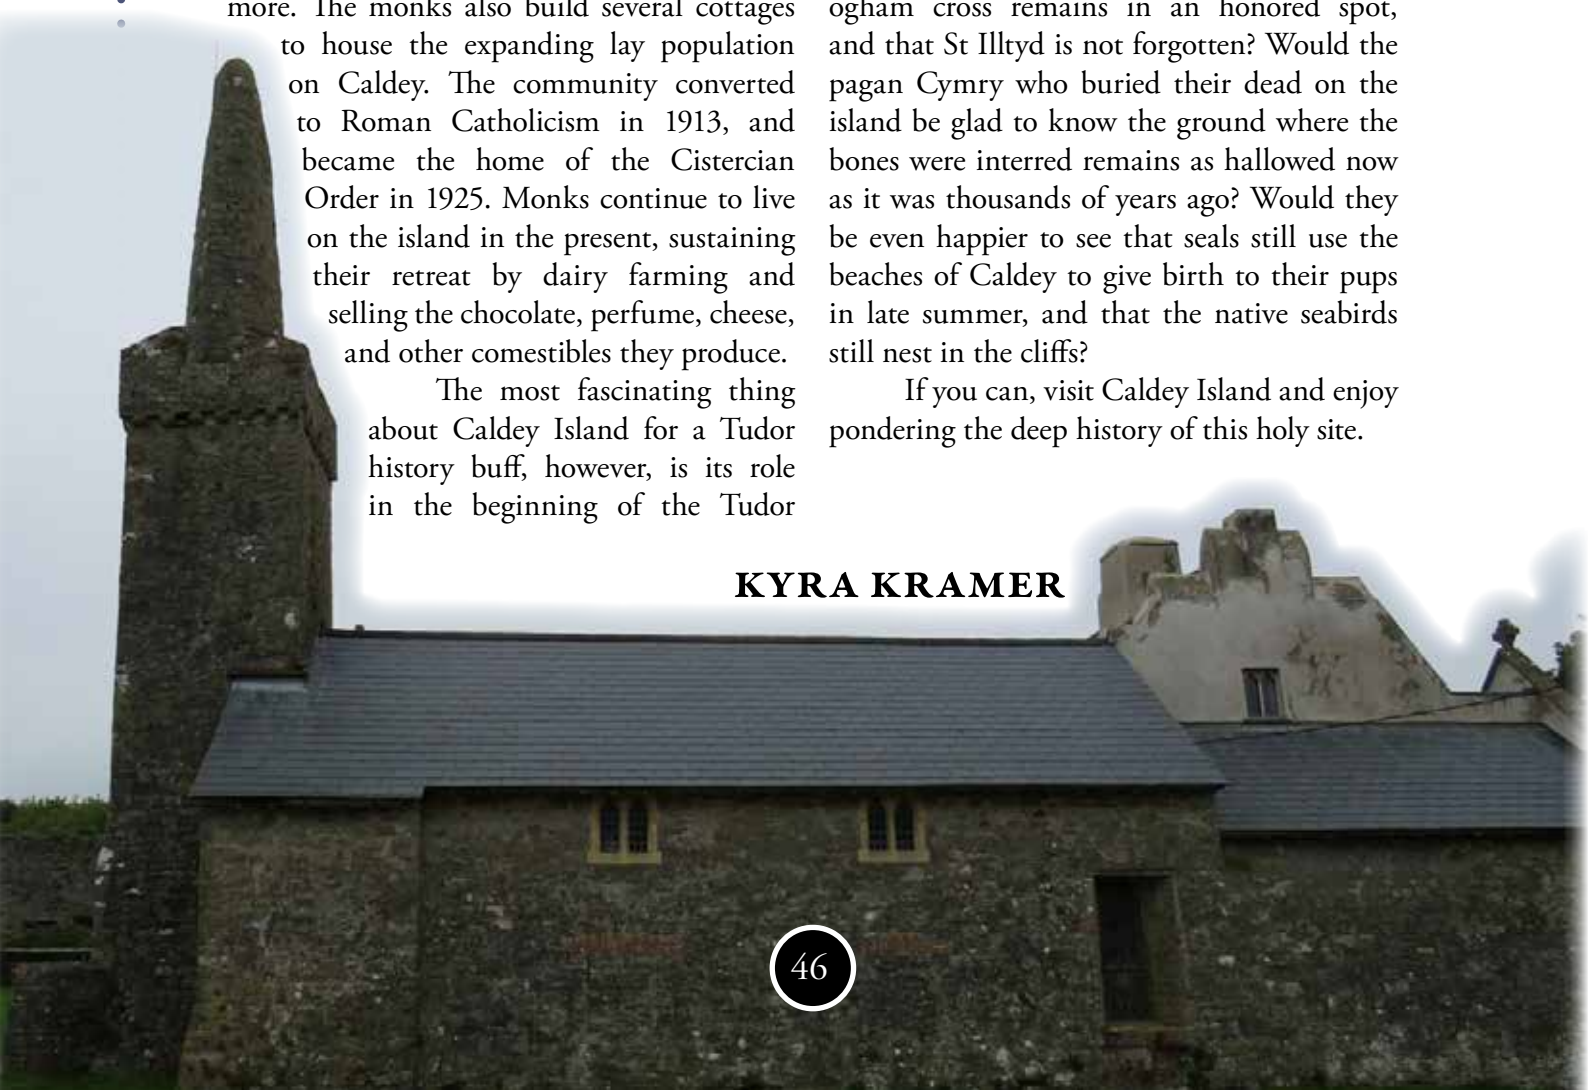 more. The monks also build several cottages
to house the expanding lay population
on Caldey. The community converted
to Roman Catholicism in 1913, and
became the home of the Cistercian
Order in 1925. Monks continue to live
on the island in the present, sustaining
their retreat by dairy farming and
selling the chocolate, perfume, cheese,
and other comestibles they produce.
The most fascinating thing
about Caldey Island for a Tudor
history buff, however, is its role
in the beginning of the Tudor
ogham cross remains in an honored spot,
and that St Illtyd is not forgotten? Would the
pagan Cymry who buried their dead on the
island be glad to know the ground where the
bones were interred remains as hallowed now
as it was thousands of years ago? Would they
be even happier to see that seals still use the
beaches of Caldey to give birth to their pups
in late summer, and that the native seabirds
still nest in the cliffs?
If you can, visit Caldey Island and enjoy
pondering the deep history of this holy site.
KYRA KRAMER
46